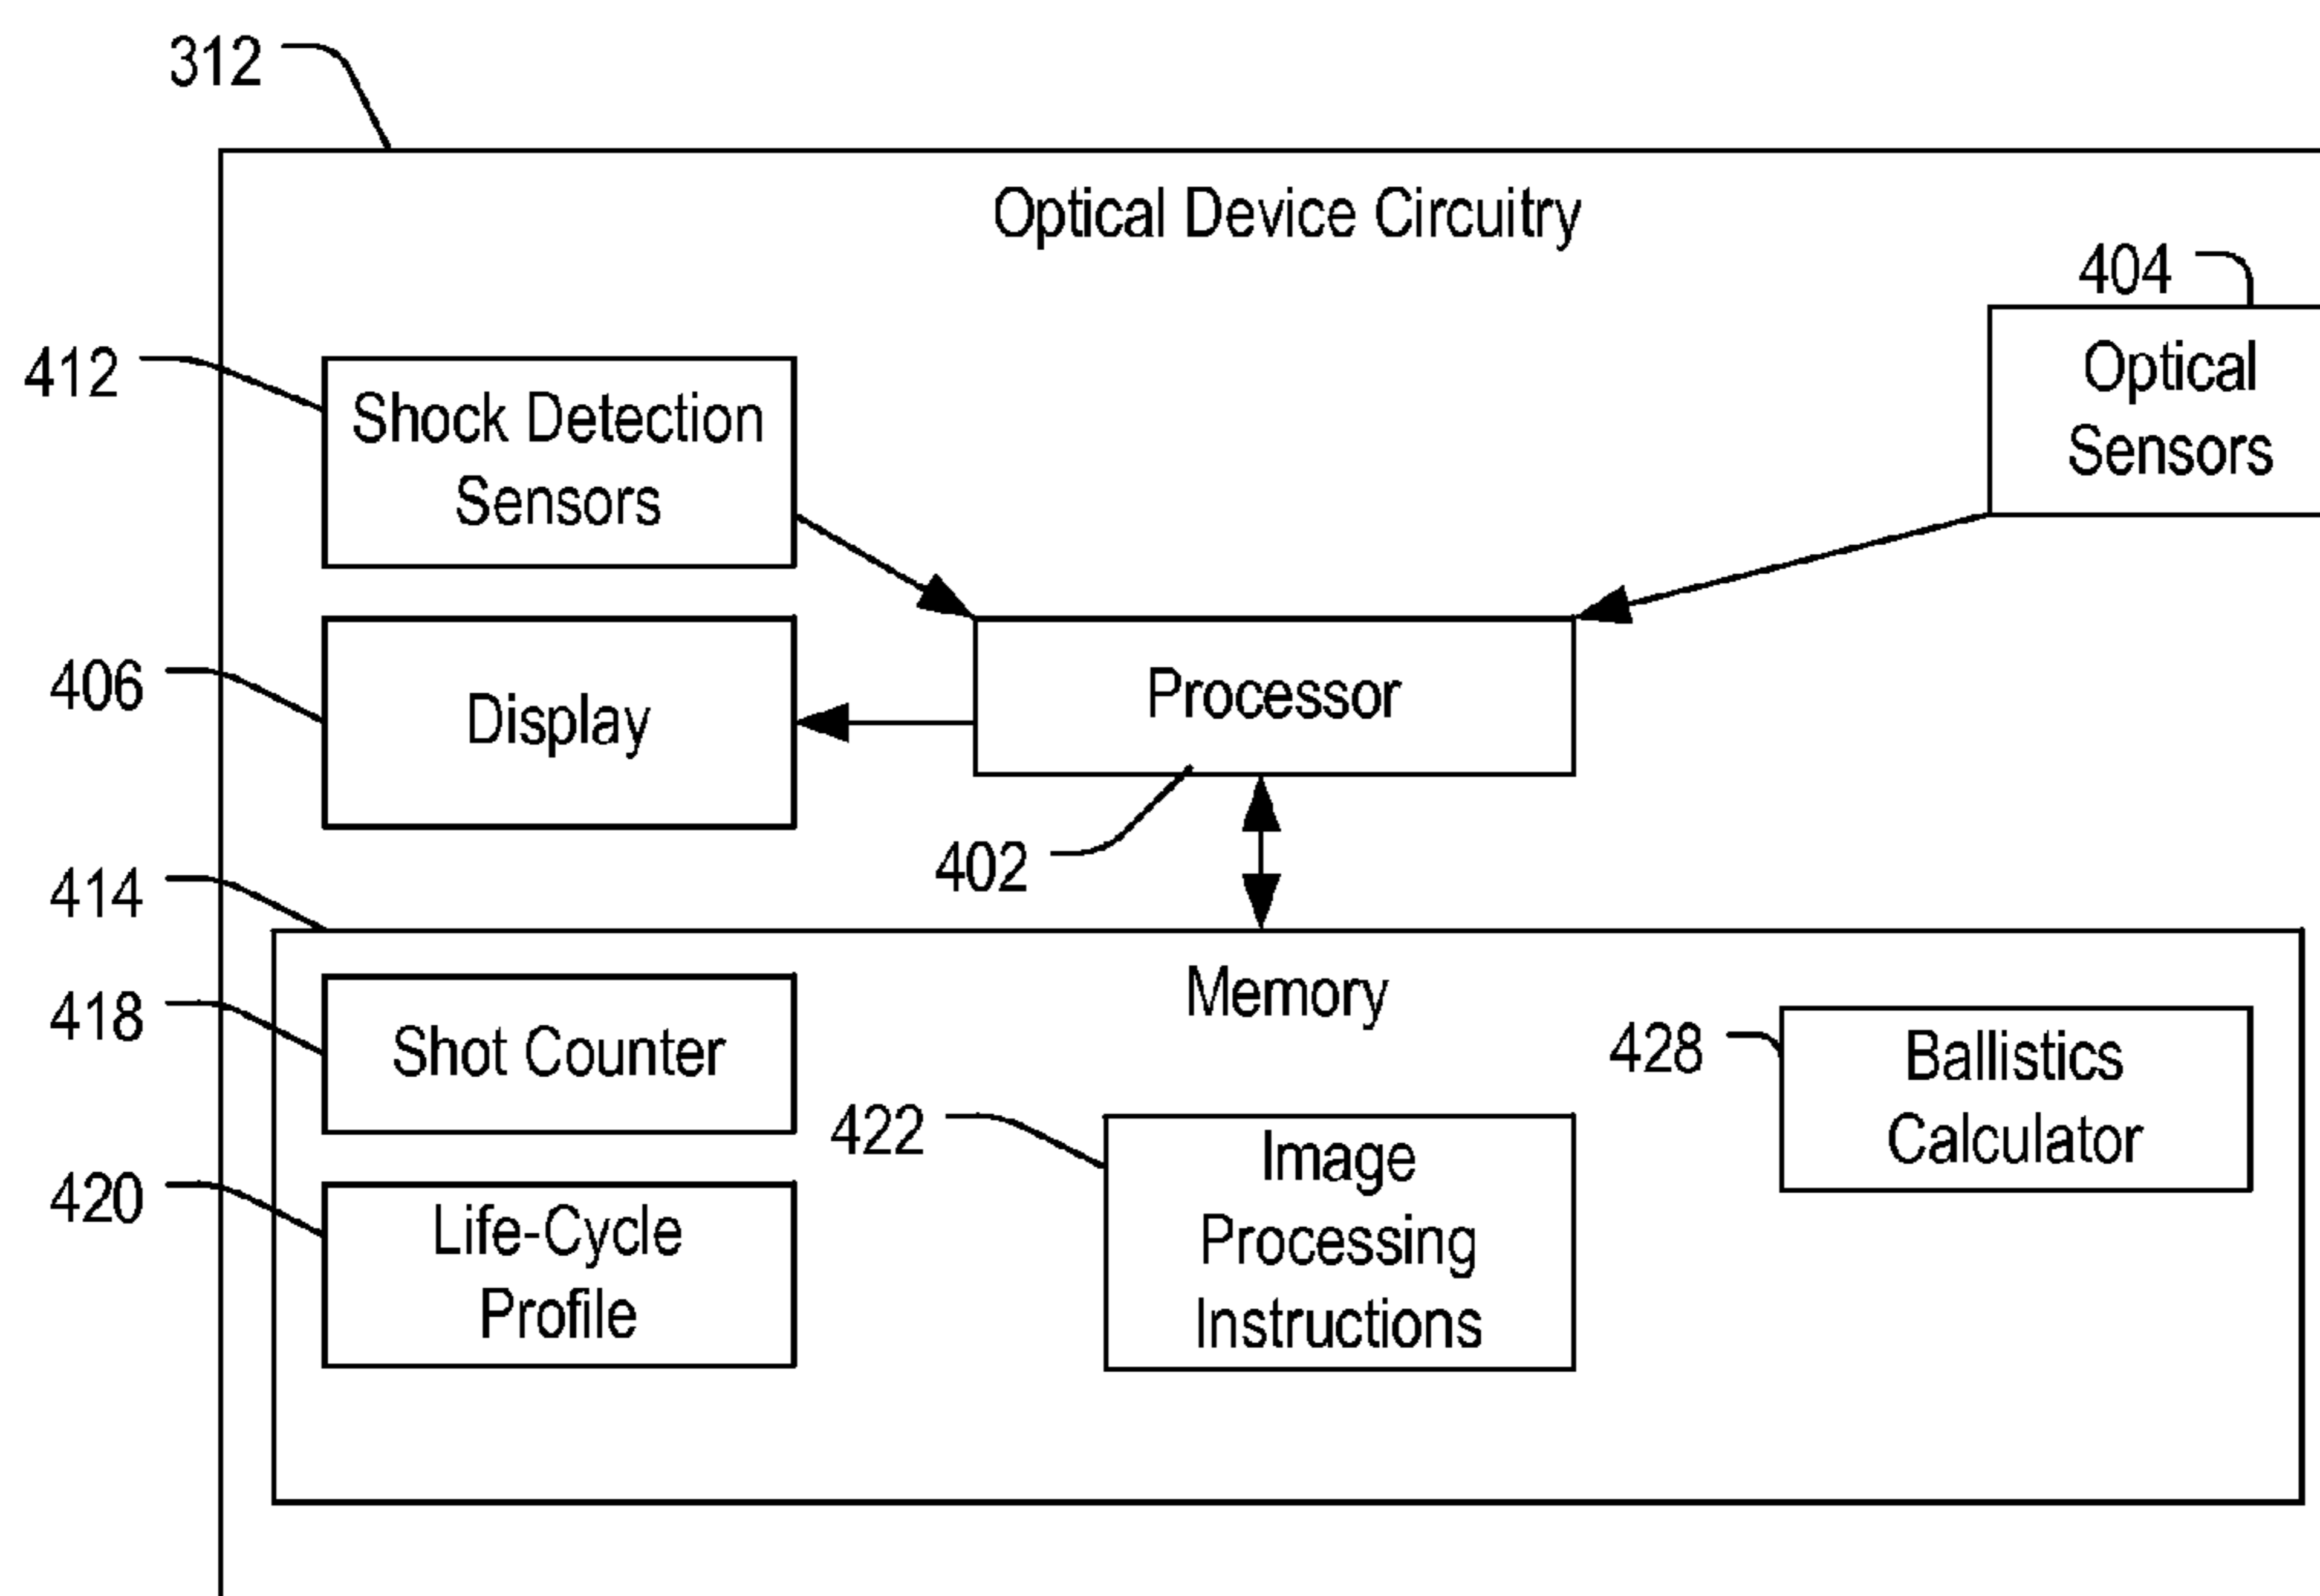 312
Optical Device Circuitry
404
Optical
Sensors
412
Shock Detection
Sensors
406
Display
Processor
402
414
Memory
418
Shot Counter
428
Ballistics
Calculator
422
Image
Processing
Instructions
420
Life-Cycle
Profile